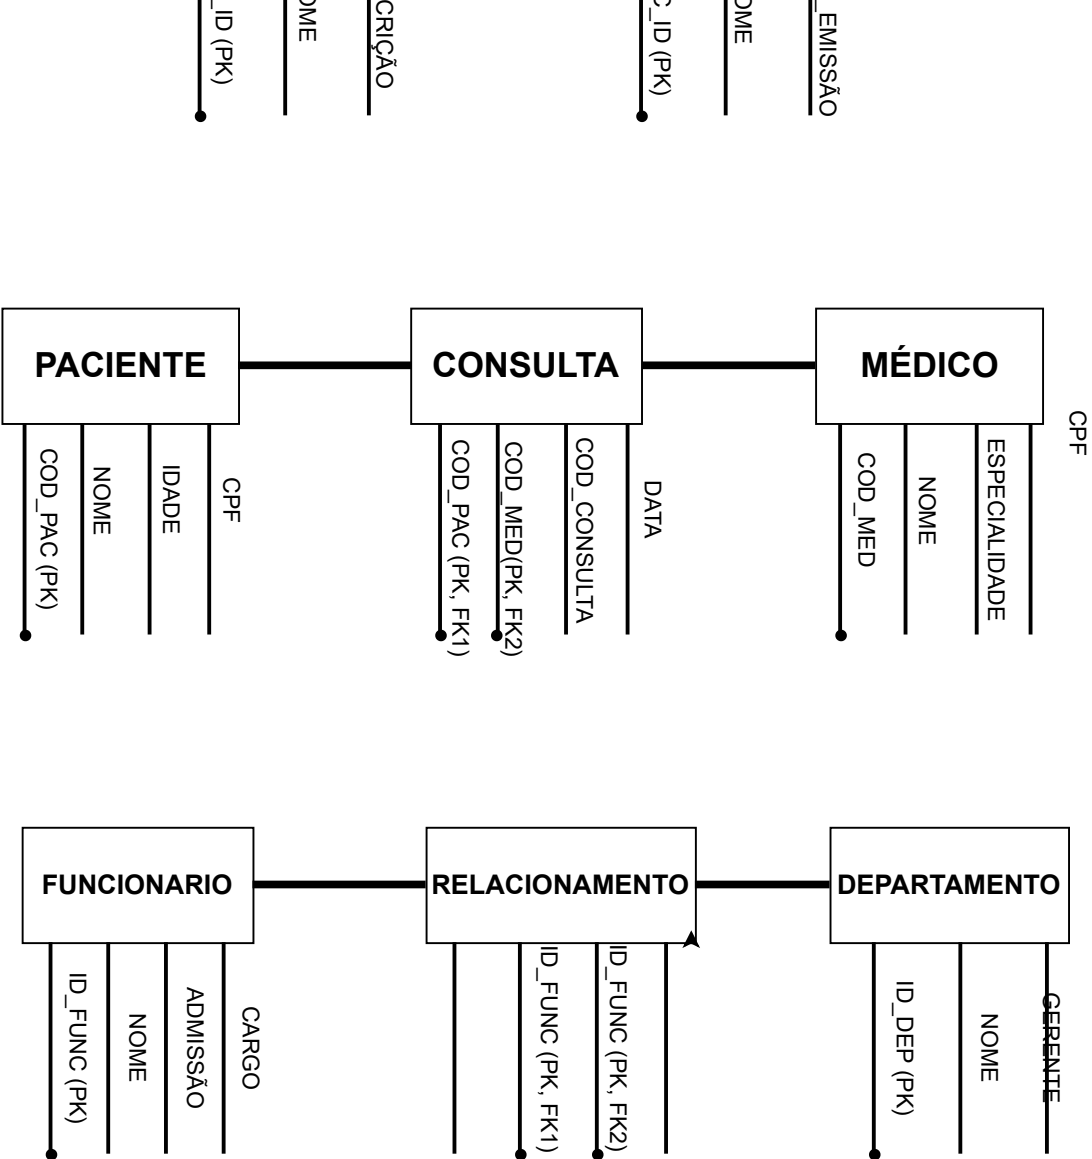 _ID (PK)
OME
CRIÇÃO
C_ID (PK)
OME
_EMISSÃO
PACIENTE
CONSULTA
MÉDICO
COD_PAC (PK)
NOME
IDADE
CPF
COD_PAC (PK, FK1)
COD_MED(PK, FK2)
COD_CONSULTA
DATA
COD_MED
NOME
ESPECIALIDADE
CPF
FUNCIONARIO
RELACIONAMENTO
DEPARTAMENTO
ID_FUNC (PK)
NOME
ADMISSÃO
CARGO
ID_FUNC (PK, FK1)
ID_FUNC (PK, FK2)
ID_DEP (PK)
NOME
GERENTE